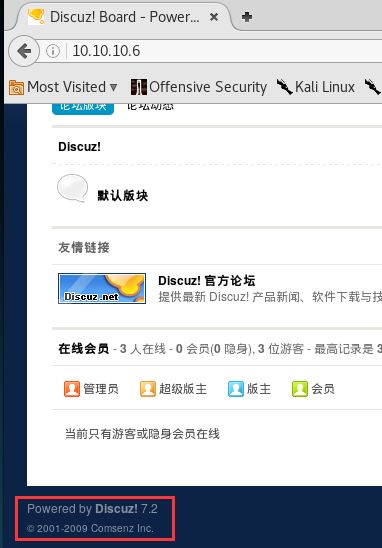 Discuz! Board - Power...
10.10.10.6
Most Visited
Offensive Security
Kali Linux
论坛版块 论坛动态
Discuz!
默认版块
友情链接
Discuz.net
Discuz! 官方论坛
提供最新 Discuz! 产品新闻、软件下载与技
在线会员 - 3 人在线 - 0 会员(0 隐身), 3 位游客 - 最高记录是 3
管理员 超级版主 版主 会员
当前只有游客或隐身会员在线
Powered by Discuz! 7.2
© 2001-2009 Comsenz Inc.